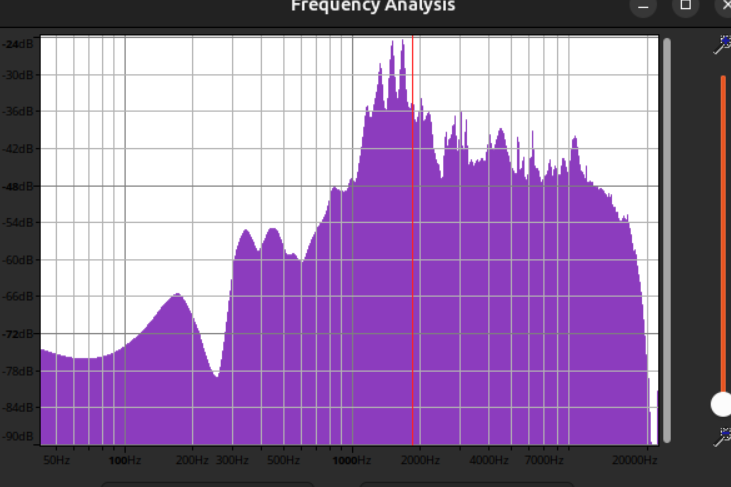 Frequency Analysis
-24dB
-30dB
-36dB
-42dB
-48dB
-54dB
-60dB
-66dB
-72dB
-78dB
-84dB
-90dB
50Hz 100Hz 200Hz 300Hz 500Hz 1000Hz 2000Hz 4000Hz 7000Hz 20000Hz